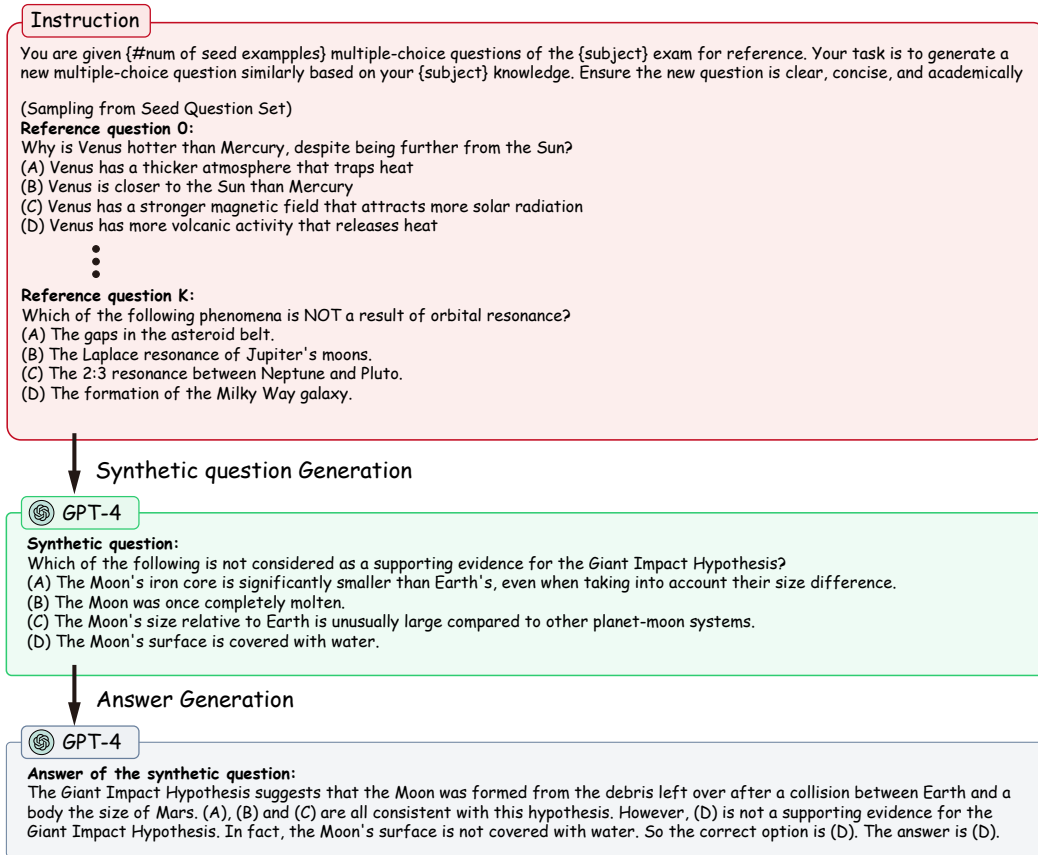 Instruction
You are given {#num of seed exampples} multiple-choice questions of the {subject} exam for reference. Your task is to generate a
new multiple-choice question similarly based on your {subject} knowledge. Ensure the new question is clear, concise, and academically
(Sampling from Seed Question Set)
Reference question 0:
Why is Venus hotter than Mercury, despite being further from the Sun?
(A) Venus has a thicker atmosphere that traps heat
(B) Venus is closer to the Sun than Mercury
(C) Venus has a stronger magnetic field that attracts more solar radiation
(D) Venus has more volcanic activity that releases heat
Reference question K:
Which of the following phenomena is NOT a result of orbital resonance?
(A) The gaps in the asteroid belt.
(B) The Laplace resonance of Jupiter's moons.
(C) The 2:3 resonance between Neptune and Pluto.
(D) The formation of the Milky Way galaxy.
Synthetic question Generation
GPT-4
Synthetic question:
Which of the following is not considered as a supporting evidence for the Giant Impact Hypothesis?
(A) The Moon's iron core is significantly smaller than Earth's, even when taking into account their size difference.
(B) The Moon was once completely molten.
(C) The Moon's size relative to Earth is unusually large compared to other planet-moon systems.
(D) The Moon's surface is covered with water.
Answer Generation
GPT-4
Answer of the synthetic question:
The Giant Impact Hypothesis suggests that the Moon was formed from the debris left over after a collision between Earth and a
body the size of Mars. (A), (B) and (C) are all consistent with this hypothesis. However, (D) is not a supporting evidence for the
Giant Impact Hypothesis. In fact, the Moon's surface is not covered with water. So the correct option is (D). The answer is (D).